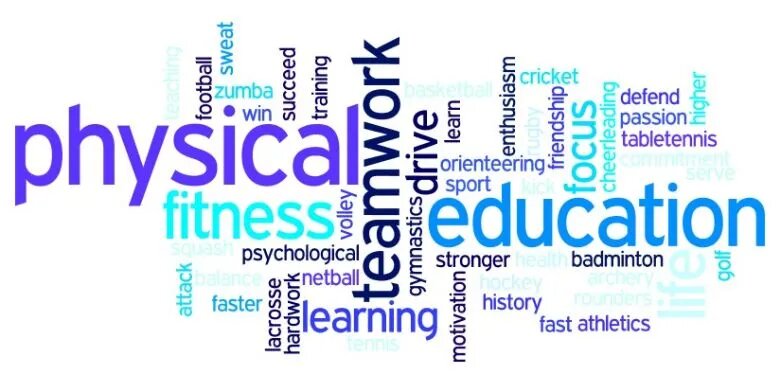 teaching
football
sweat
zumba
win
succeed
training
physical
fitness
volley
squash
psychological
balance
netball
attack
faster
lacrosse
hardwork
learning
tennis
teamwork
basketball
drive
learn
gymnastics
enthusiasm
cricket
rugby
friendship
orienteering
sport
kick
focus
cheerleading
defend
passion
tabletennis
higher
commitment
serve
education
stronger
health
badminton
motivation
hockey
history
archery
rounders
fast
athletics
life
golf